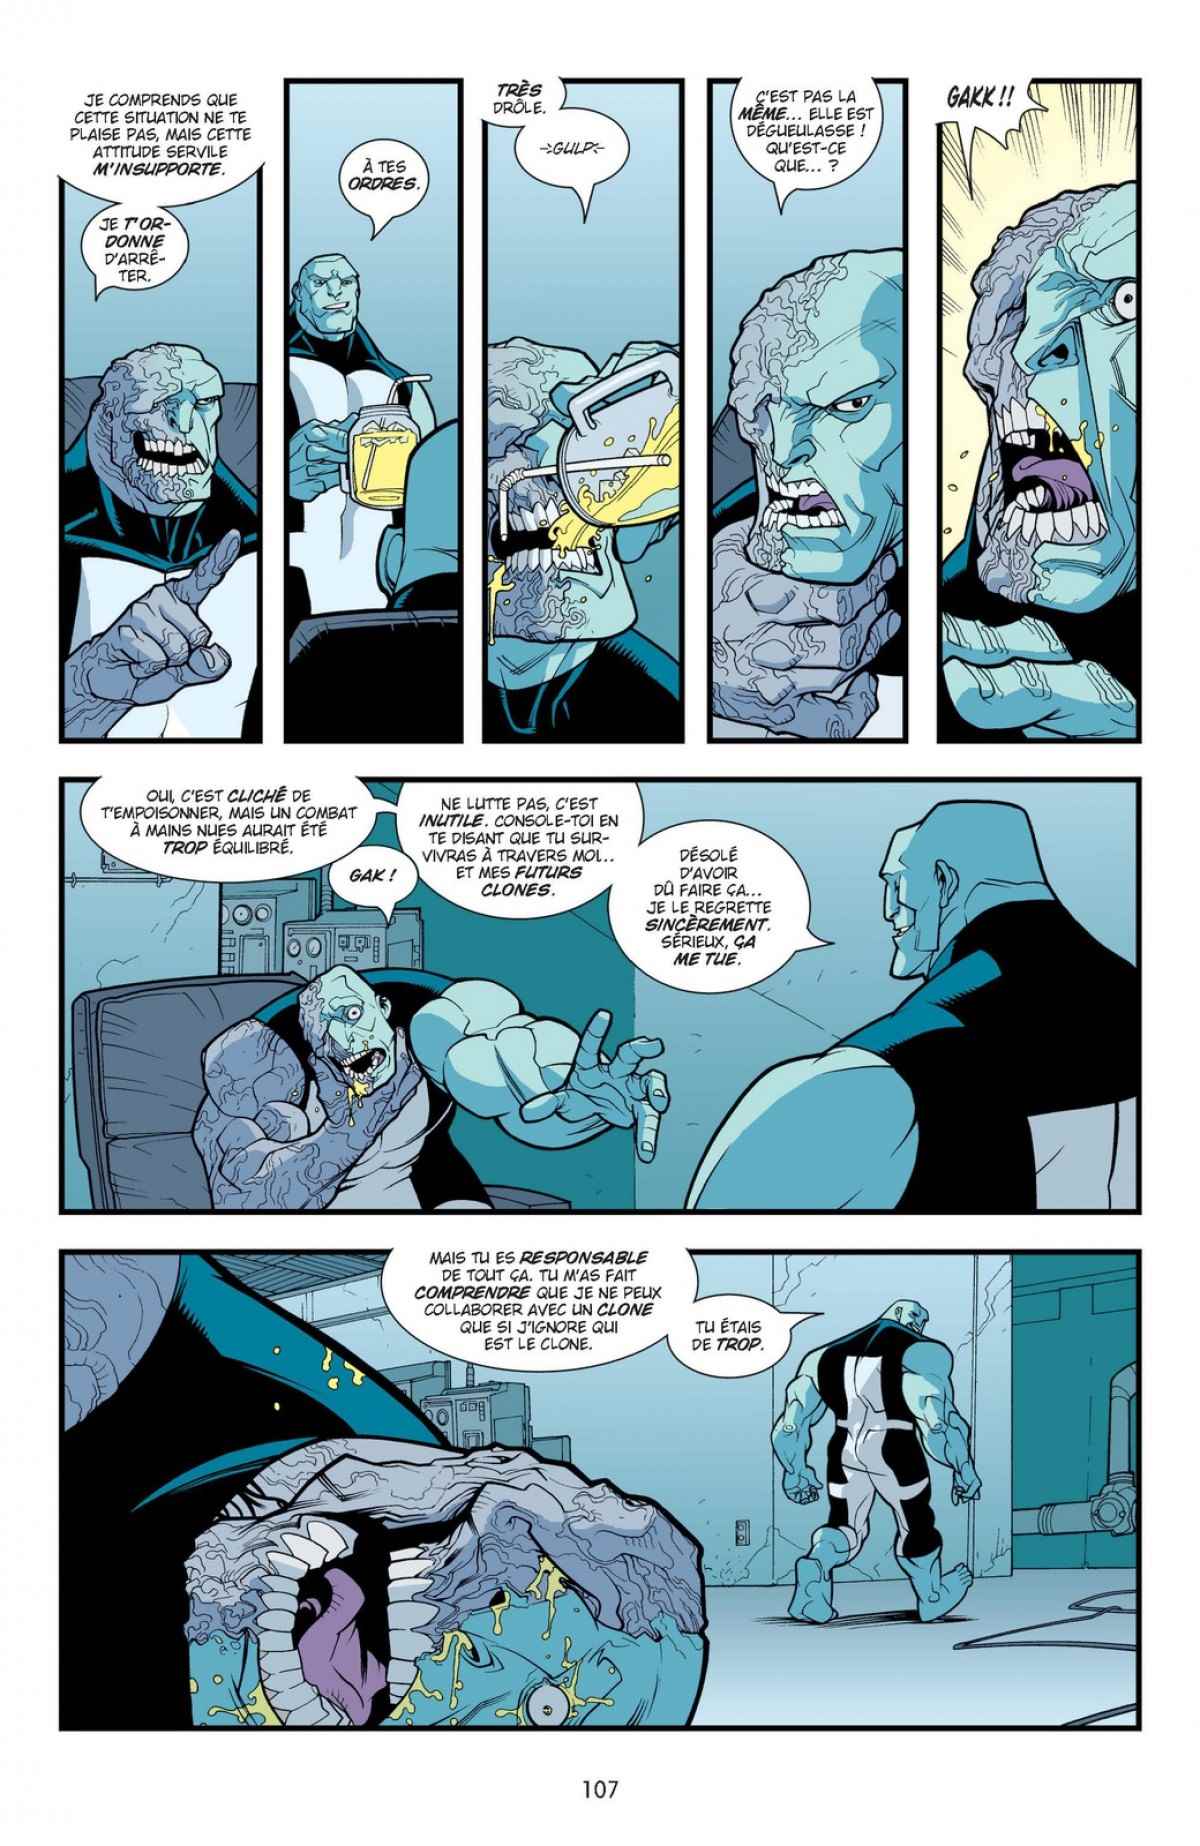 JE COMPRENDS QUE
CETTE SITUATION NE TE
PLAISE PAS, MAIS CETTE
ATTITUDE SERVILE
M'INSUPPORTE.
JE T'OR-
DONNE
D'ARRÊ-
TER.
À TES
ORDRES.
TRÈS
DRÔLE.
-GULP-
C'EST PAS LA
MÊME... ELLE EST
DÉGUEULASSE !
QU'EST-CE
QUE... ?
GAKK !!
OUI, C'EST CLICHÉ DE
T'EMPOISONNER, MAIS UN COMBAT
À MAINS NUES AURAIT ÉTÉ
TROP ÉQUILIBRÉ.
GAK !
NE LUTTE PAS, C'EST
INUTILE. CONSOLE-TOI EN
TE DISANT QUE TU SUR-
VIVRAS À TRAVERS MOI...
ET MES FUTURS
CLONES.
DÉSOLÉ
D'AVOIR
DÛ FAIRE ÇA...
JE LE REGRETTE
SINCÈREMENT.
SÉRIEUX, ÇA
ME TUE.
MAIS TU ES RESPONSABLE
DE TOUT ÇA. TU M'AS FAIT
COMPRENDRE QUE JE NE PEUX
COLLABORER AVEC UN CLONE
QUE SI J'IGNORE QUI
EST LE CLONE.
TU ÉTAIS
DE TROP.
107